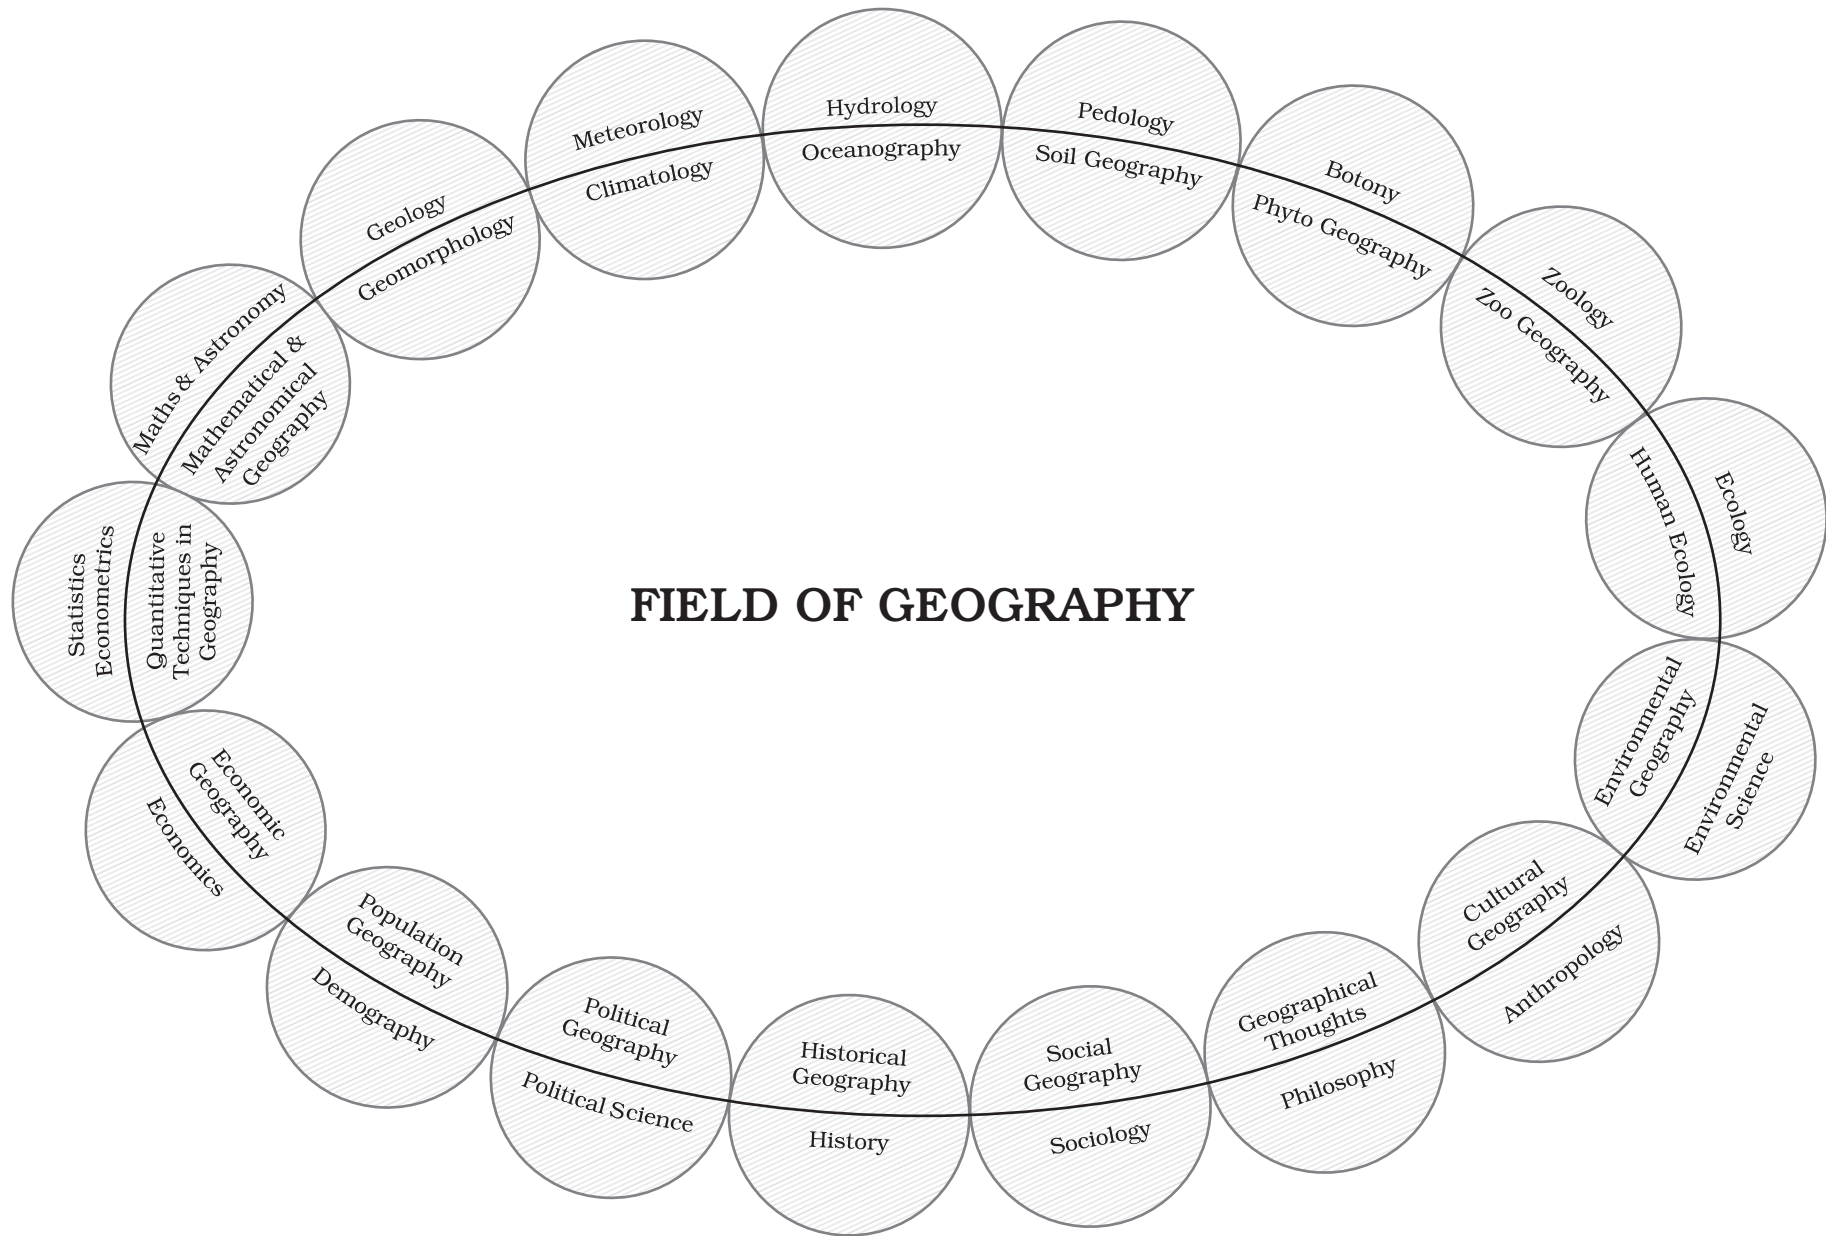 Hydrology
Oceanography
Pedology
Soil Geography
Botony
Phyto Geography
Zoology
Zoo Geography
Ecology
Human Ecology
Environmental
Geography
Environmental
Science
Cultural
Geography
Anthropology
Geographical
Thoughts
Philosophy
Social
Geography
Sociology
Historical
Geography
History
Political
Geography
Political Science
Population
Geography
Demography
Economic
Geography
Economics
Statistics
Econometrics
Quantitative
Techniques in
Geography
Maths & Astronomy
Mathematical &
Astronomical
Geography
Geology
Geomorphology
Meteorology
Climatology
FIELD OF GEOGRAPHY